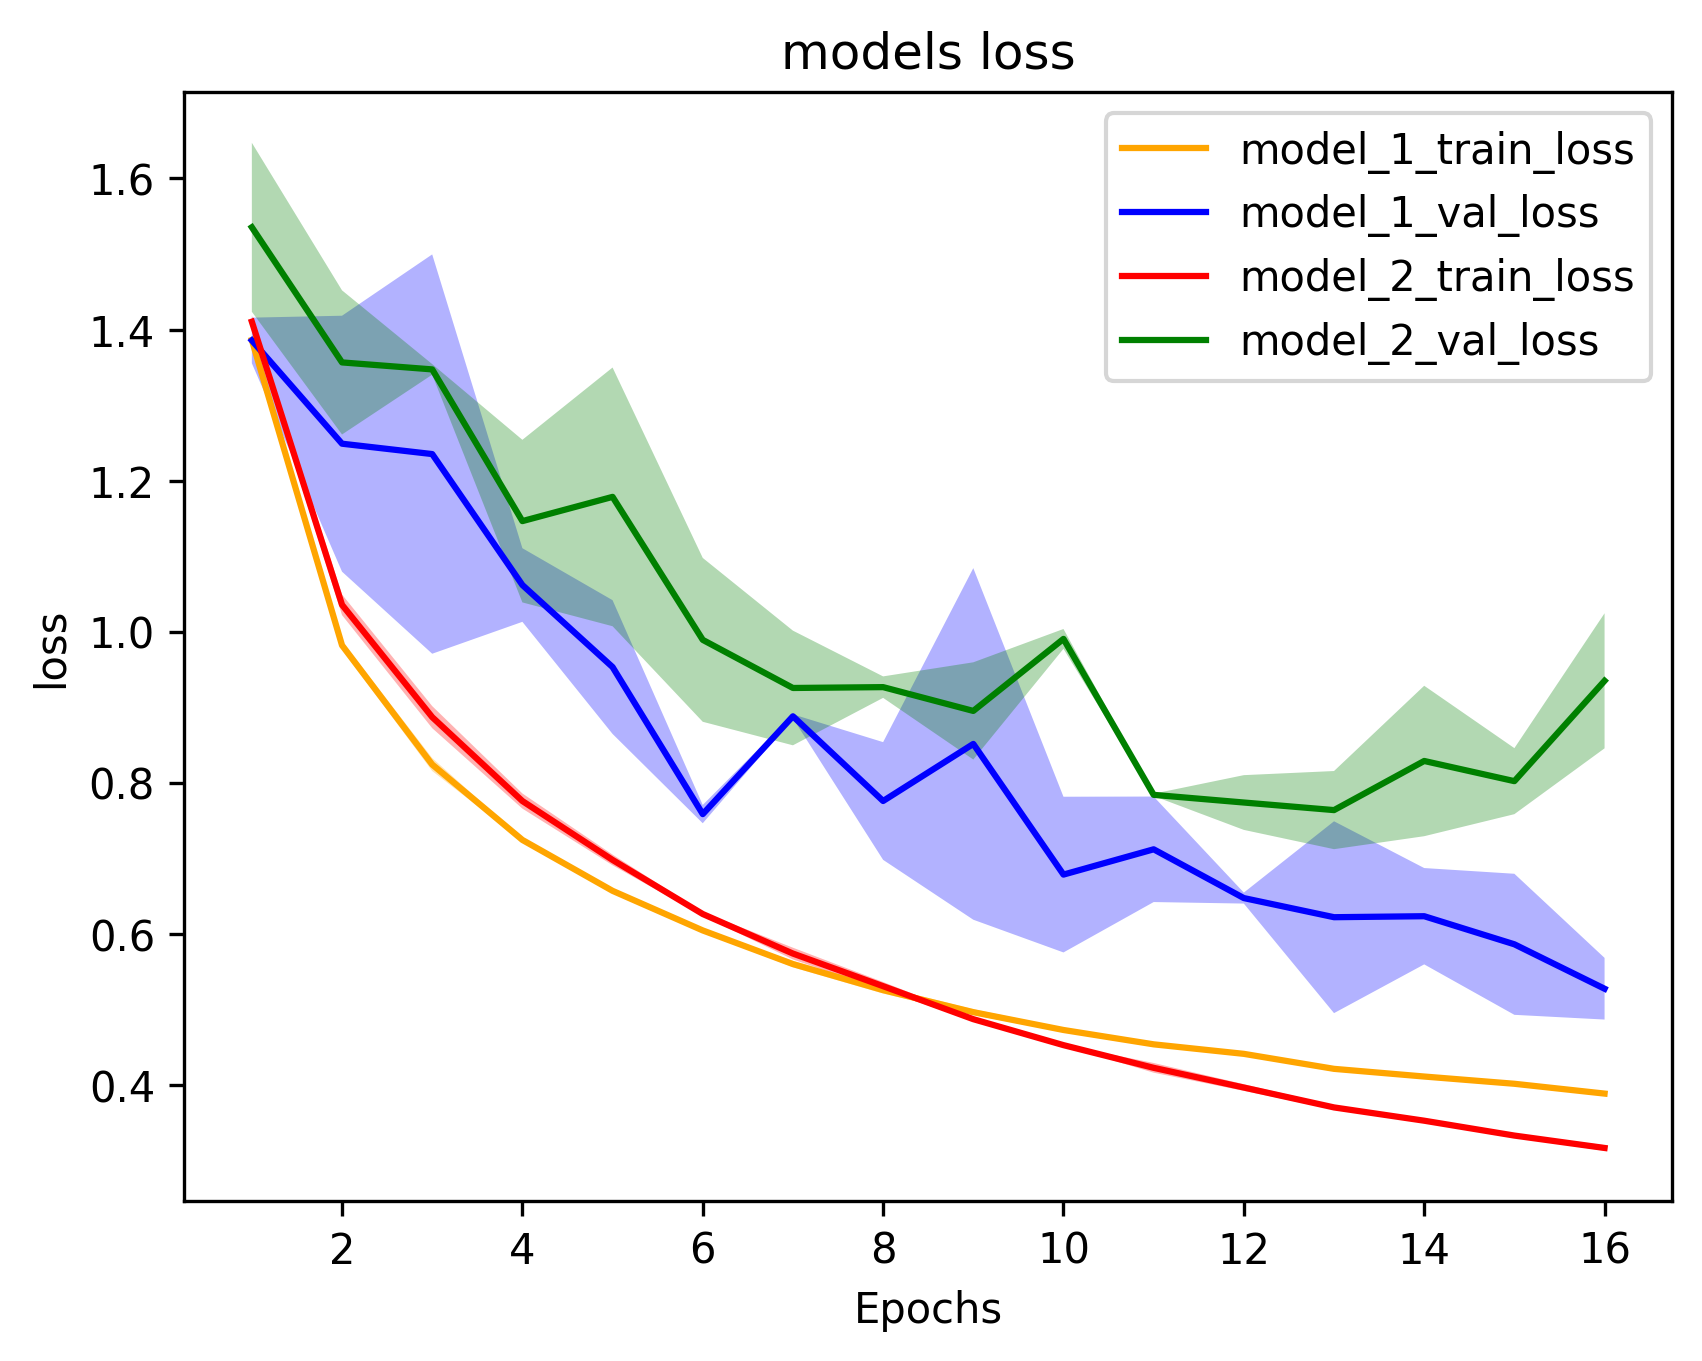 models loss
model_1_train_loss
model_1_val_loss
model_2_train_loss
model_2_val_loss
1.6
1.4
1.2
1.0
0.8
0.6
0.4
loss
2 4 6 8 10 12 14 16
Epochs